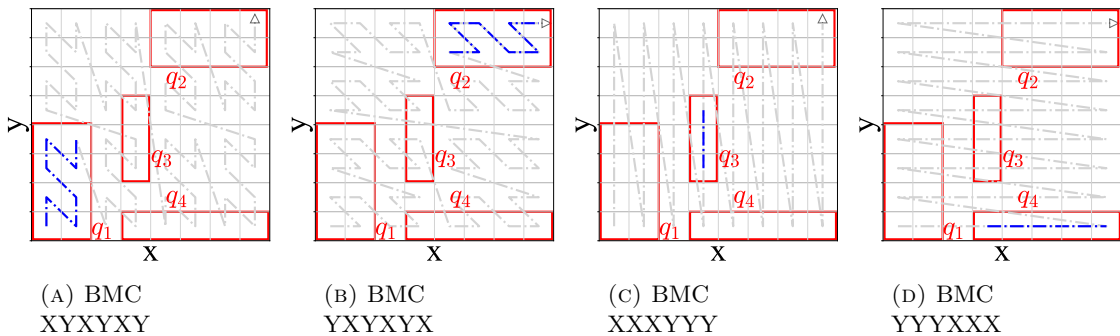 y q₂ q₃ q₄ q₁ x
y q₂ q₃ q₄ q₁ x
y q₂ q₃ q₄ q₁ x
y q₂ q₃ q₄ q₁ x
(A) BMC
XYXYXY
(B) BMC
YXYXYX
(C) BMC
XXXYYY
(D) BMC
YYYXXX